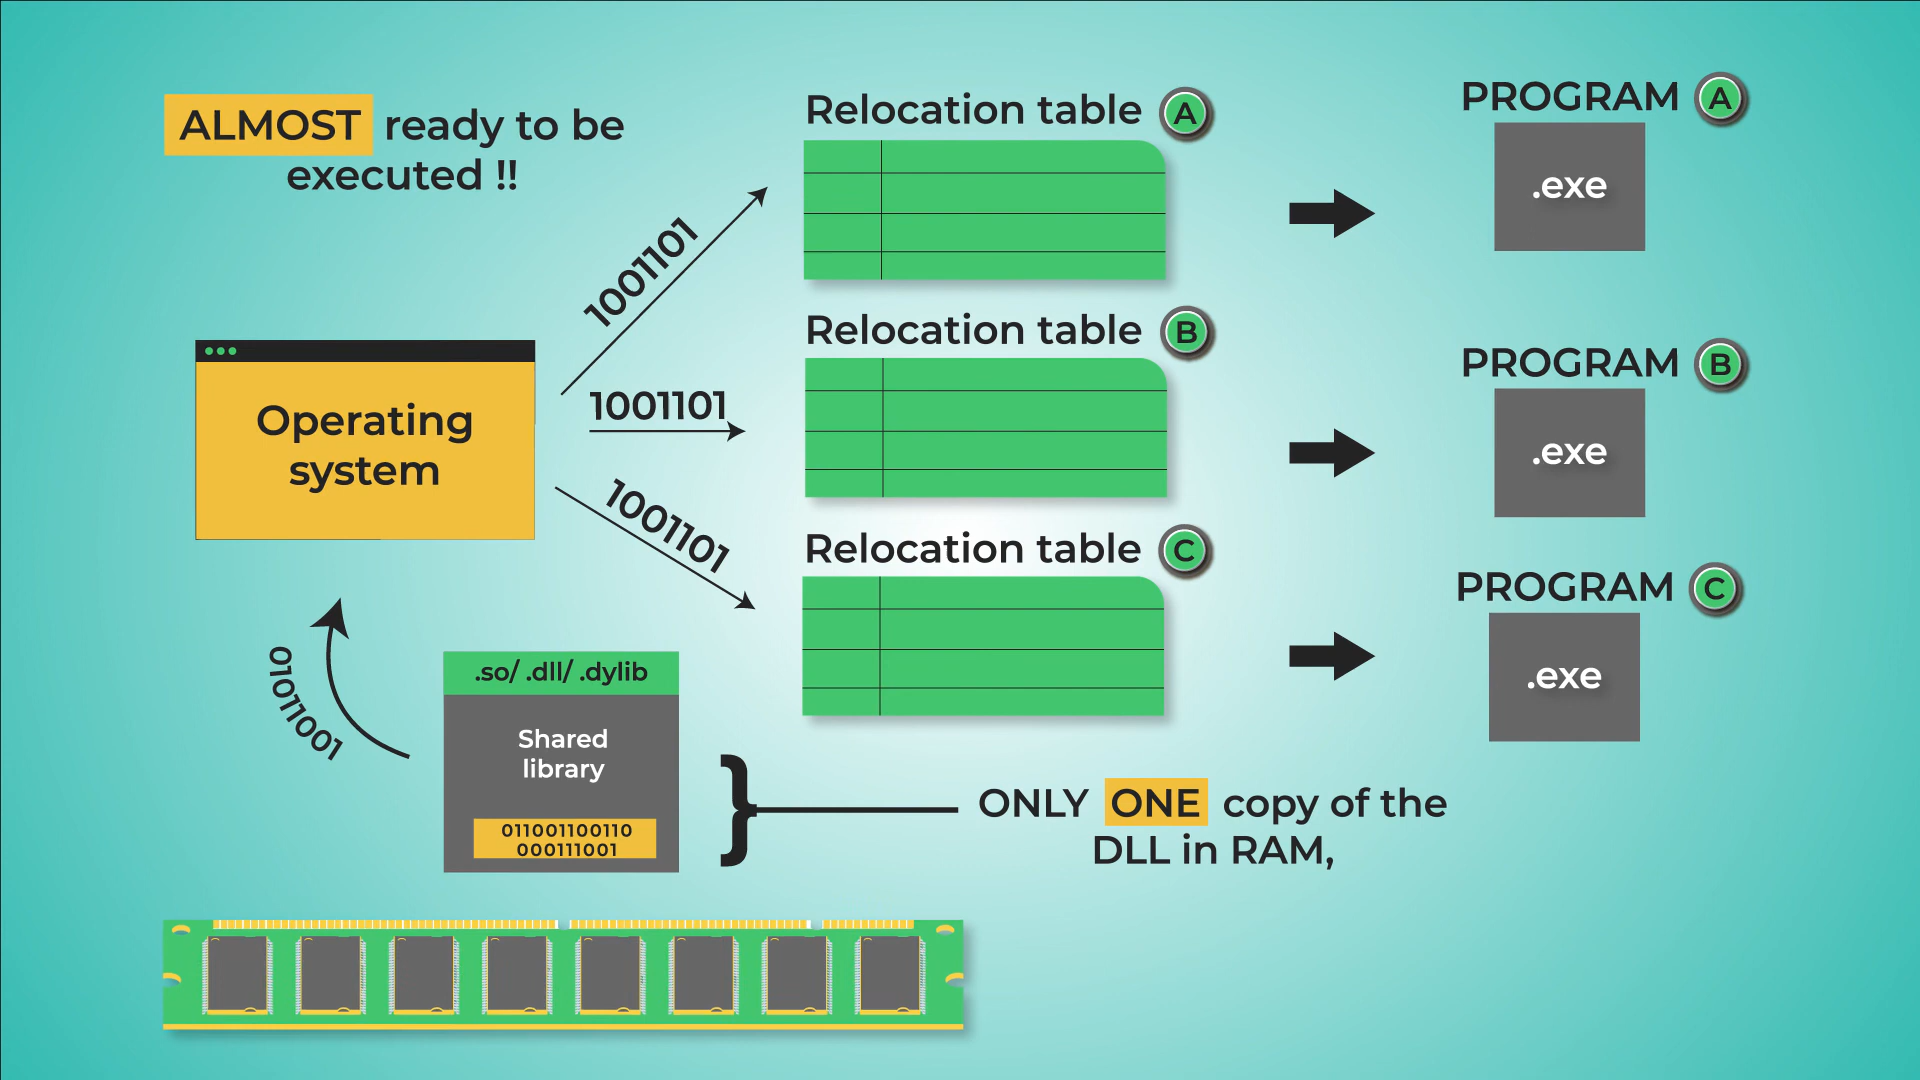 ALMOST ready to be
executed !!
Relocation table A
PROGRAM A
.exe
1001101
Relocation table B
PROGRAM B
.exe
1001101
Operating
system
1001101
Relocation table C
PROGRAM C
.exe
01011001
.so/ .dll/ .dylib
Shared
library
011001100110
000111001
ONLY ONE copy of the
DLL in RAM,